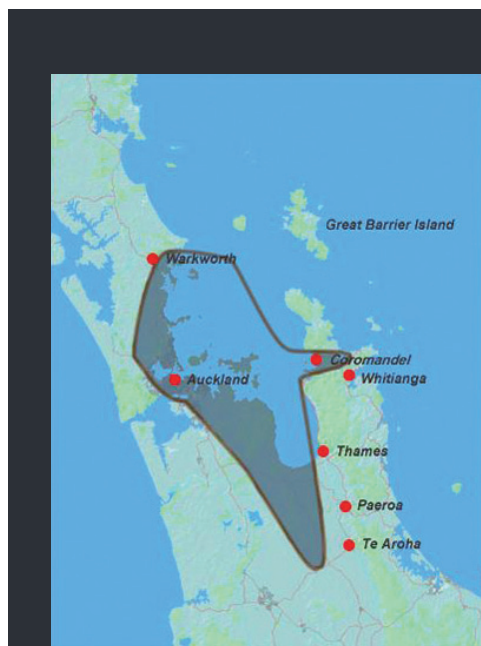 Great Barrier Island
Warkworth
Coromandel
Whitianga
Auckland
Thames
Paeroa
Te Aroha